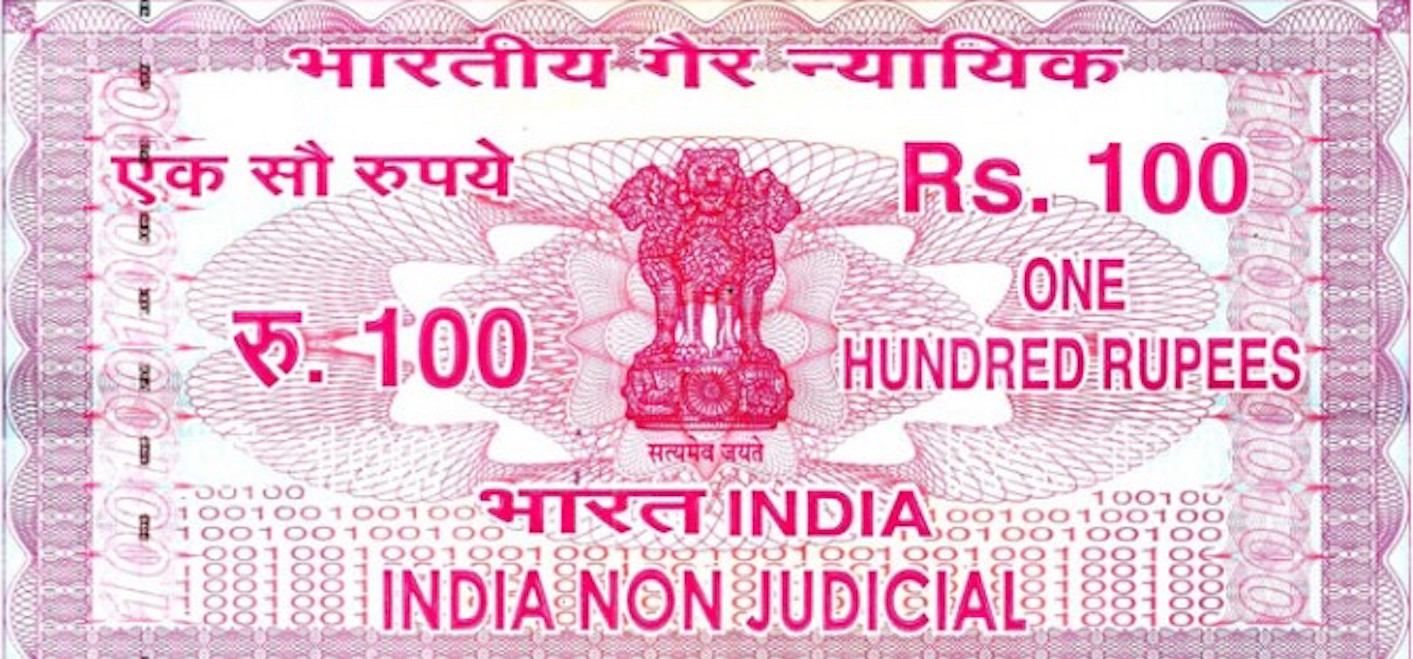 भारतीय गैर न्यायिक
एक सौ रुपये
Rs. 100
रु. 100
ONE
HUNDRED RUPEES
सत्यमेव जयते
भारत INDIA
INDIA NON JUDICIAL